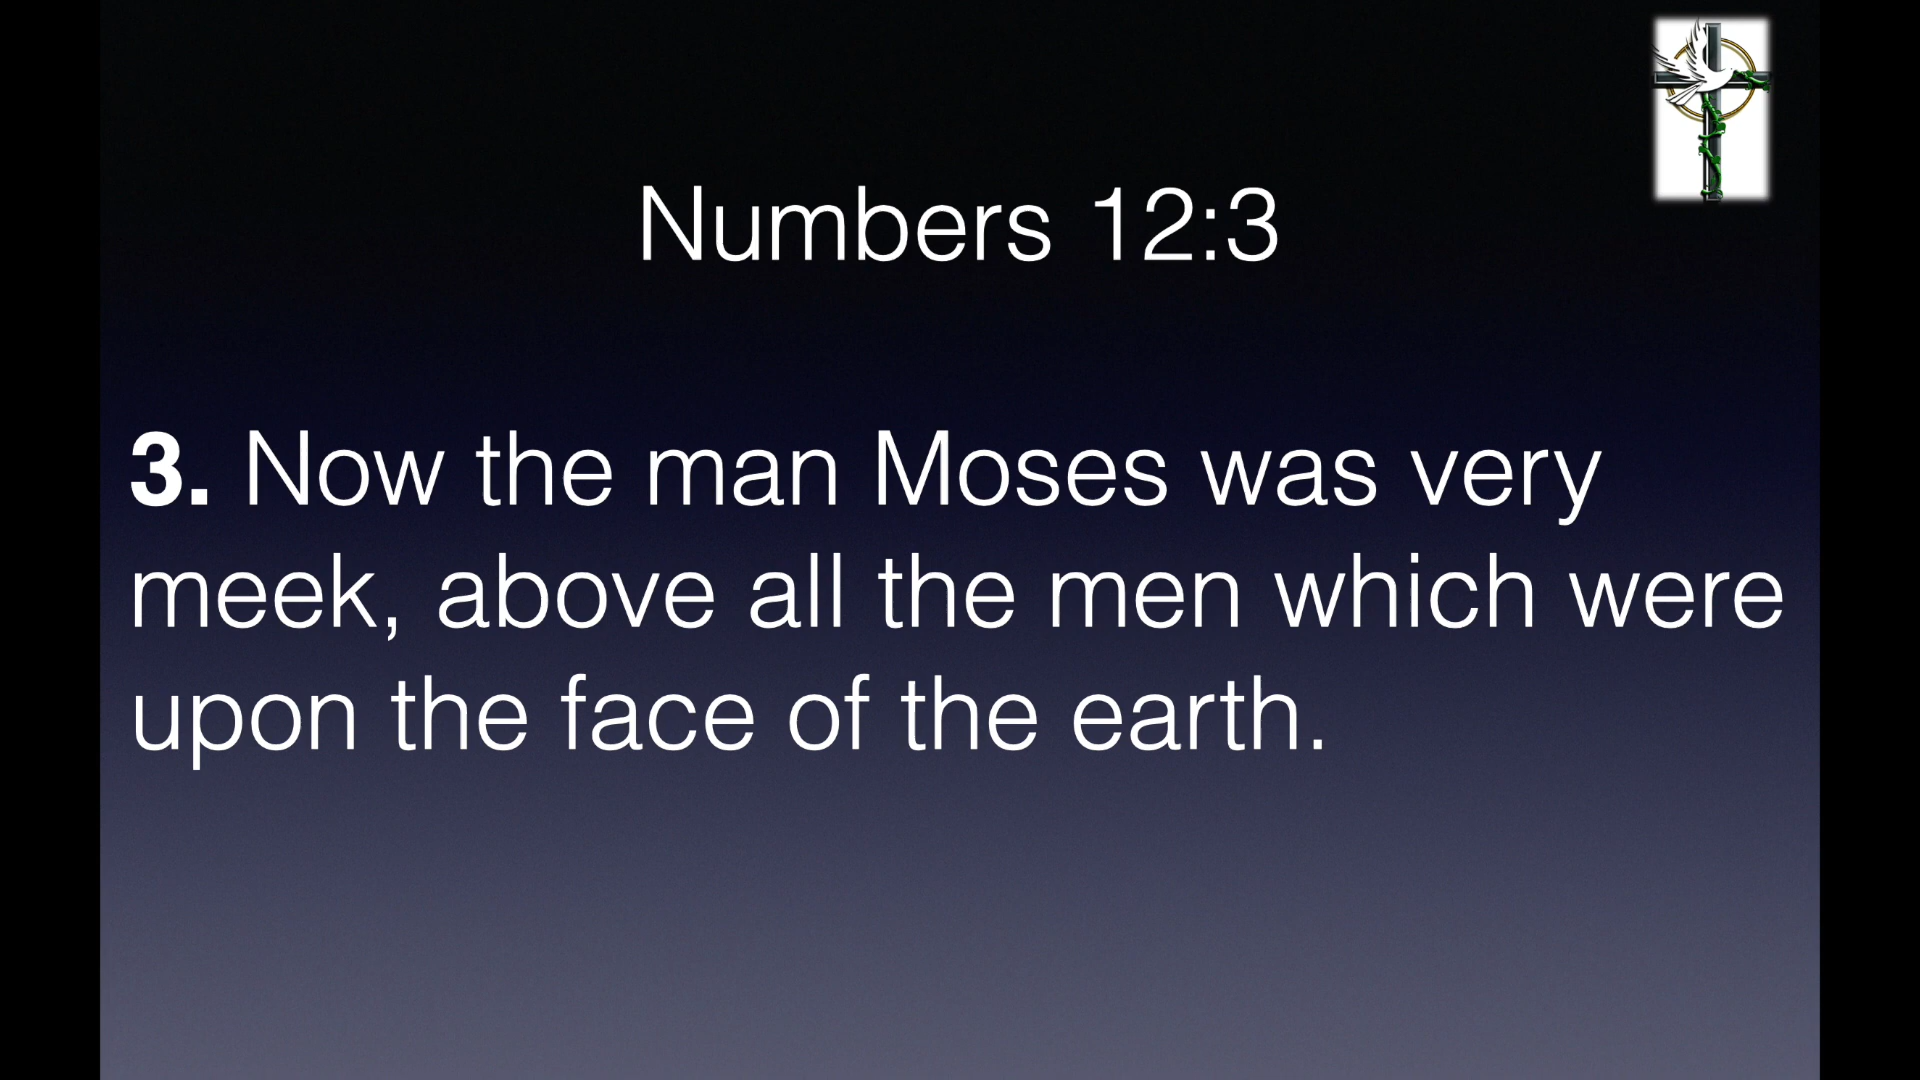 Numbers 12:3
3. Now the man Moses was very
meek, above all the men which were
upon the face of the earth.